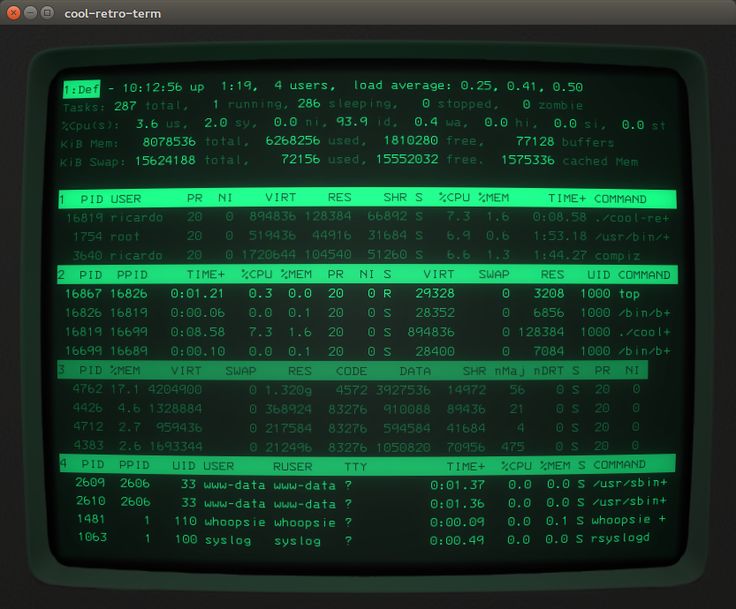 cool-retro-term
1:Def - 10:12:56 up 1:19, 4 users, load average: 0.25, 0.41, 0.50
Tasks: 287 total, 1 running, 286 sleeping, 0 stopped, 0 zombie
%Cpu(s): 3.6 us, 2.0 sy, 0.0 ni, 93.9 id, 0.4 wa, 0.0 hi, 0.0 si, 0.0 st
KiB Mem: 8078536 total, 6268256 used, 1810280 free, 77128 buffers
KiB Swap: 15624188 total, 72156 used, 15552032 free. 1575336 cached Mem
1 PID USER PR NI VIRT RES SHR S %CPU %MEM TIME+ COMMAND
16819 ricardo 20 0 894836 128384 66892 S 7.3 1.6 0:08.58 ./cool-re+
1754 root 20 0 519436 44916 31684 S 6.9 0.6 1:53.18 /usr/bin/+
3640 ricardo 20 0 1720644 104540 51260 S 6.6 1.3 1:44.27 compiz
2 PID PPID TIME+ %CPU %MEM PR NI S VIRT SWAP RES UID COMMAND
16867 16826 0:01.21 0.3 0.0 20 0 R 29328 0 3208 1000 top
16826 16819 0:00.06 0.0 0.1 20 0 S 28352 0 6856 1000 /bin/b+
16819 16699 0:08.58 7.3 1.6 20 0 S 894836 0 128384 1000 ./cool+
16699 16689 0:00.10 0.0 0.1 20 0 S 28400 0 7084 1000 /bin/b+
3 PID %MEM VIRT SWAP RES CODE DATA SHR nMaj nDRT S PR NI
4762 17.1 4204900 0 1.320g 4572 3927536 14972 56 0 S 20 0
4426 4.6 1328884 0 368924 83276 910088 89436 21 0 S 20 0
4712 2.7 959436 0 217584 83276 594584 41684 4 0 S 20 0
4383 2.6 1693344 0 212496 83276 1050820 70956 475 0 S 20 0
4 PID PPID UID USER RUSER TTY TIME+ %CPU %MEM S COMMAND
2609 2606 33 www-data www-data ? 0:01.37 0.0 0.0 S /usr/sbin+
2610 2606 33 www-data www-data ? 0:01.36 0.0 0.0 S /usr/sbin+
1481 1 110 whoopsie whoopsie ? 0:00.09 0.0 0.1 S whoopsie +
1063 1 100 syslog syslog ? 0:00.49 0.0 0.0 S rsyslogd